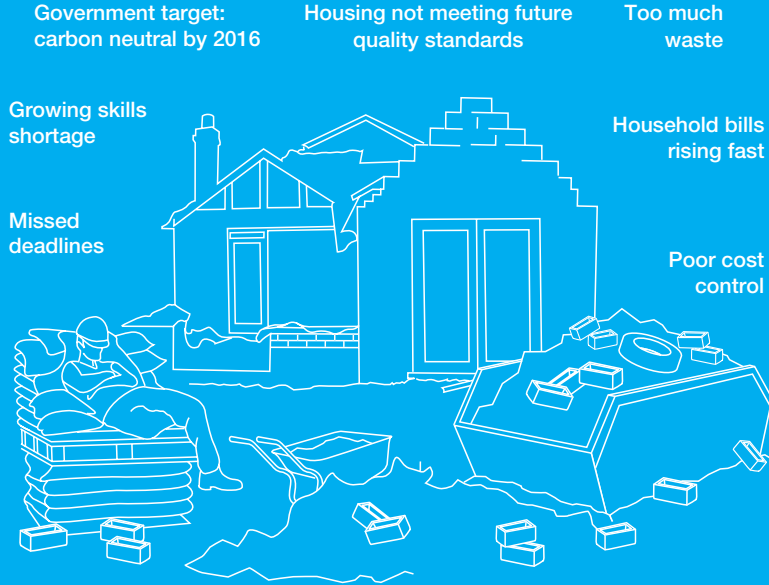 Government target:
carbon neutral by 2016
Housing not meeting future
quality standards
Too much
waste
Growing skills
shortage
Household bills
rising fast
Missed
deadlines
Poor cost
control